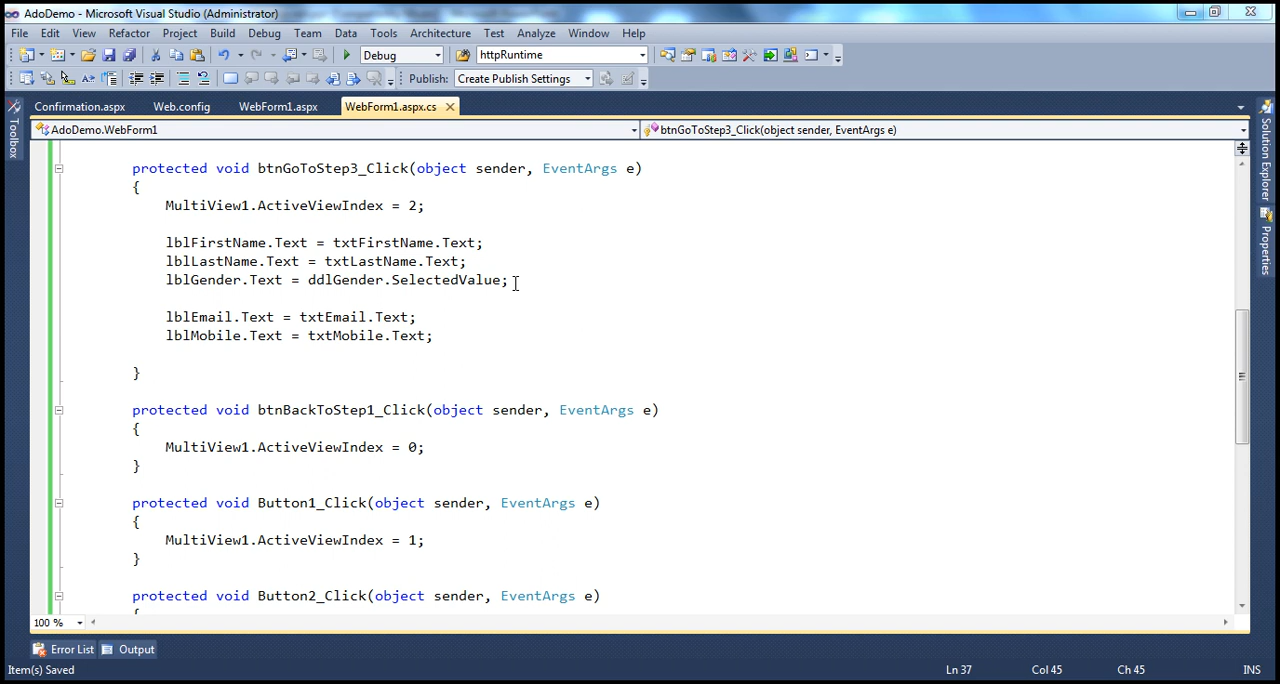 AdoDemo - Microsoft Visual Studio (Administrator)
File Edit View Refactor Project Build Debug Team Data Tools Architecture Test Analyze Window Help
Debug httpRuntime
Publish: Create Publish Settings
Confirmation.aspx Web.config WebForm1.aspx WebForm1.aspx.cs
Toolbox
AdoDemo.WebForm1 btnGoToStep3_Click(object sender, EventArgs e)
Solution Explorer
Properties
protected void btnGoToStep3_Click(object sender, EventArgs e)
{
MultiView1.ActiveViewIndex = 2;
lblFirstName.Text = txtFirstName.Text;
lblLastName.Text = txtLastName.Text;
lblGender.Text = ddlGender.SelectedValue;
lblEmail.Text = txtEmail.Text;
lblMobile.Text = txtMobile.Text;
}
protected void btnBackToStep1_Click(object sender, EventArgs e)
{
MultiView1.ActiveViewIndex = 0;
}
protected void Button1_Click(object sender, EventArgs e)
{
MultiView1.ActiveViewIndex = 1;
}
protected void Button2_Click(object sender, EventArgs e)
{
100 %
Error List Output
Item(s) Saved Ln 37 Col 45 Ch 45 INS